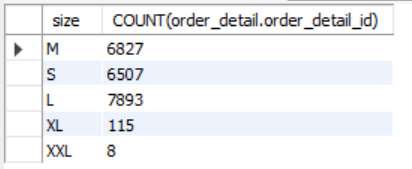 size COUNT(order_detail.order_detail_id)
M 6827
S 6507
L 7893
XL 115
XXL 8